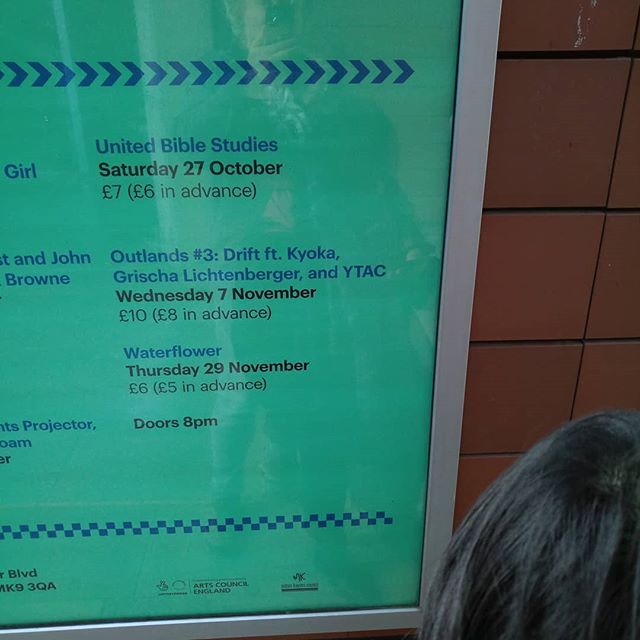 Girl
United Bible Studies
Saturday 27 October
£7 (£6 in advance)
st and John
Browne
Outlands #3: Drift ft. Kyoka,
Grischa Lichtenberger, and YTAC
Wednesday 7 November
£10 (£8 in advance)
Waterflower
Thursday 29 November
£6 (£5 in advance)
nts Projector,
oam
er
Doors 8pm
r Blvd
MK9 3QA
ARTS COUNCIL
ENGLAND